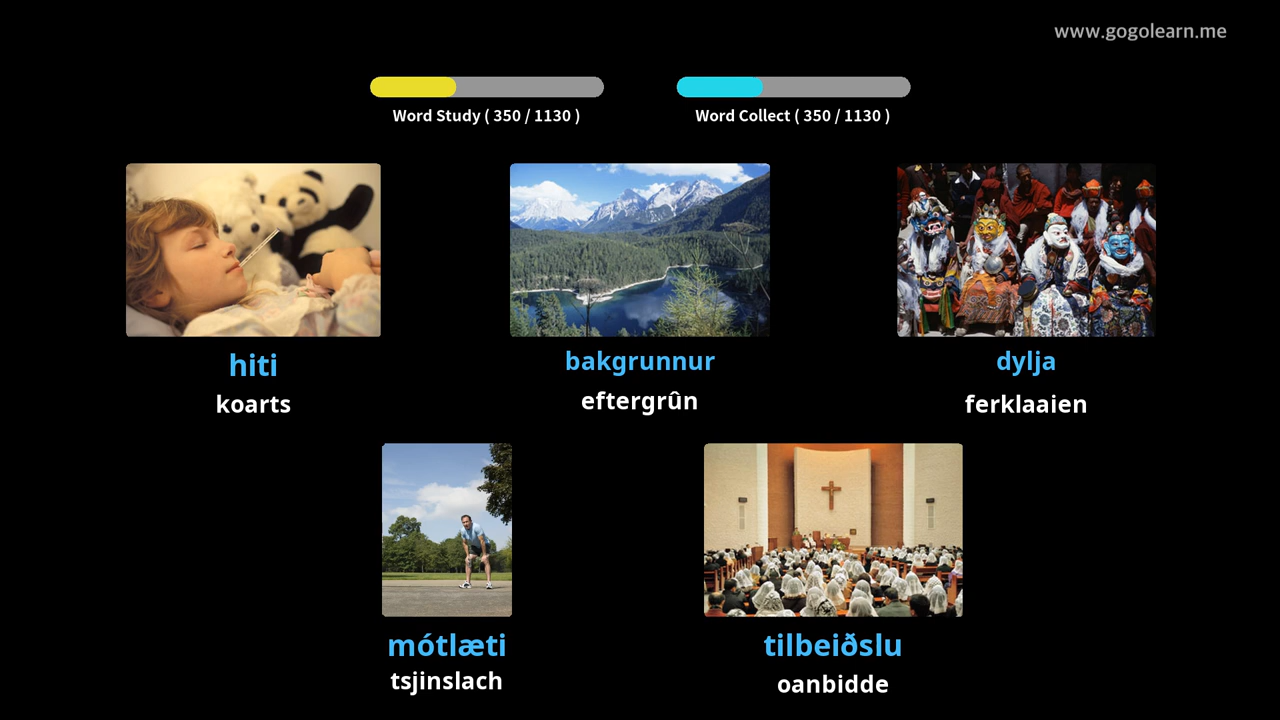 www.gogolearn.me
Word Study ( 350 / 1130 )
Word Collect ( 350 / 1130 )
hiti
koarts
bakgrunnur
eftergrûn
dylja
ferklaaien
mótlæti
tsjinslach
tilbeiðslu
oanbidde